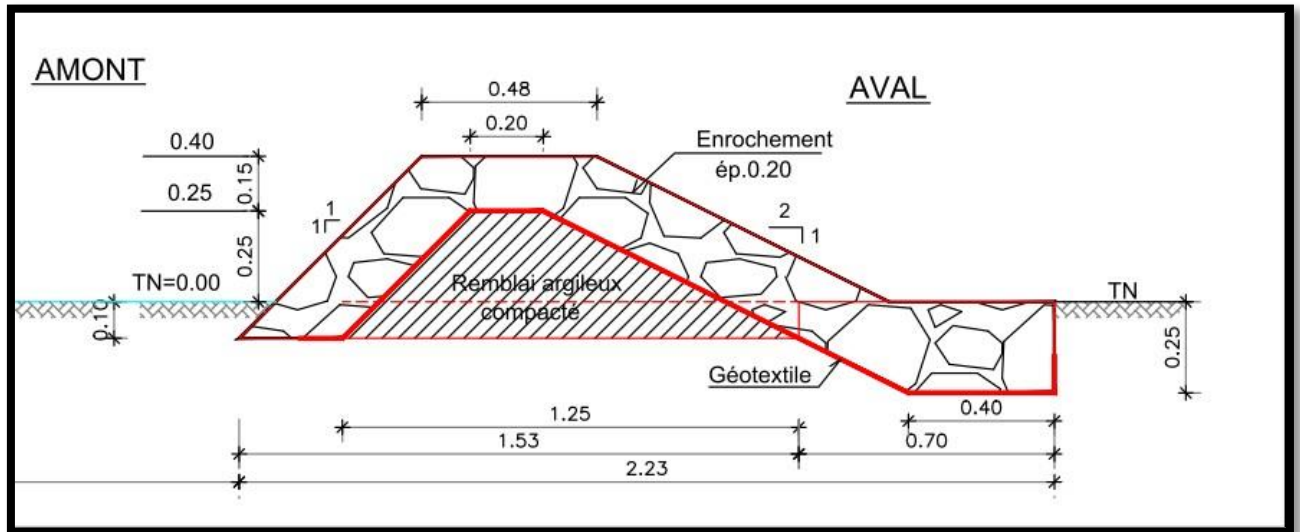 AMONT
AVAL
0.48
0.20
Enrochement
ép.0.20
0.40
0.15
0.25
1
1
2
1
0.25
TN=0.00
TN
0.10
Remblai argileux
compacté
0.25
Géotextile
0.40
1.25
1.53
0.70
2.23